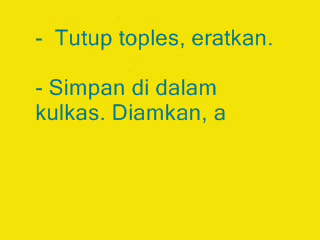 -  Tutup toples, eratkan.
- Simpan di dalam
kulkas. Diamkan, a